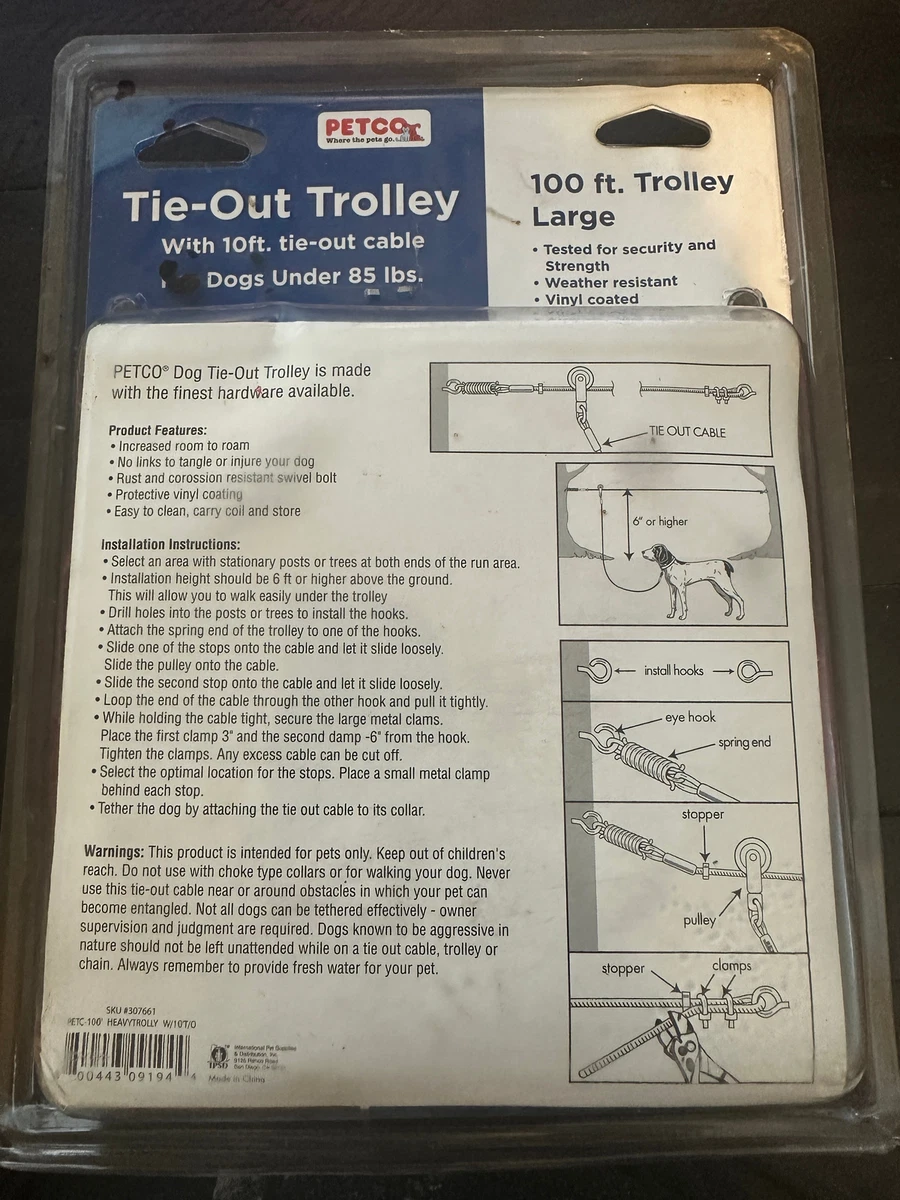 PETCO
Where the pets go.
Tie-Out Trolley
With 10ft. tie-out cable
Dogs Under 85 lbs.
100 ft. Trolley
Large
• Tested for security and
Strength
• Weather resistant
• Vinyl coated
PETCO® Dog Tie-Out Trolley is made
with the finest hardware available.
Product Features:
• Increased room to roam
• No links to tangle or injure your dog
• Rust and corossion resistant swivel bolt
• Protective vinyl coating
• Easy to clean, carry coil and store
Installation Instructions:
• Select an area with stationary posts or trees at both ends of the run area.
• Installation height should be 6 ft or higher above the ground.
This will allow you to walk easily under the trolley
• Drill holes into the posts or trees to install the hooks.
• Attach the spring end of the trolley to one of the hooks.
• Slide one of the stops onto the cable and let it slide loosely.
Slide the pulley onto the cable.
• Slide the second stop onto the cable and let it slide loosely.
• Loop the end of the cable through the other hook and pull it tightly.
• While holding the cable tight, secure the large metal clams.
Place the first clamp 3" and the second damp -6" from the hook.
Tighten the clamps. Any excess cable can be cut off.
• Select the optimal location for the stops. Place a small metal clamp
behind each stop.
• Tether the dog by attaching the tie out cable to its collar.
Warnings: This product is intended for pets only. Keep out of children's
reach. Do not use with choke type collars or for walking your dog. Never
use this tie-out cable near or around obstacles in which your pet can
become entangled. Not all dogs can be tethered effectively - owner
supervision and judgment are required. Dogs known to be aggressive in
nature should not be left unattended while on a tie out cable, trolley or
chain. Always remember to provide fresh water for your pet.
SKU #307661
PETC-100' HEAVYTROLLY W/10'T/O
00443 09194 4
IPSD
International Pet Supplies
& Distribution, Inc.
Made in China
TIE OUT CABLE
6" or higher
install hooks
eye hook
spring end
stopper
pulley
stopper
clamps